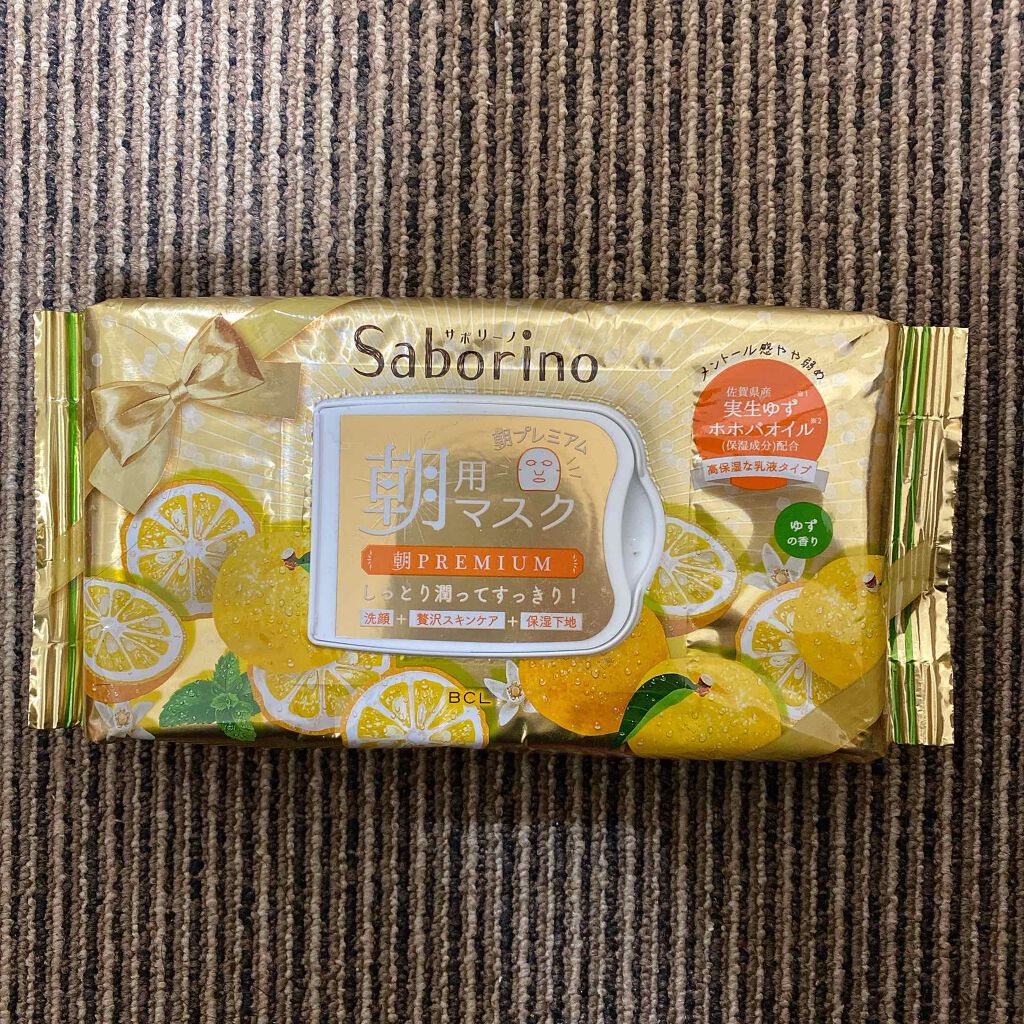 サボリーノ
Saborino
メントール感やや弱め
佐賀県産
実生ゆず※1
ホホバオイル※2
(保湿成分)配合
高保湿な乳液タイプ
ゆず
の香り
朝プレミアム
朝用マスク
朝PREMIUM
しっとり潤ってすっきり!
洗顔+贅沢スキンケア+保湿下地
BCL